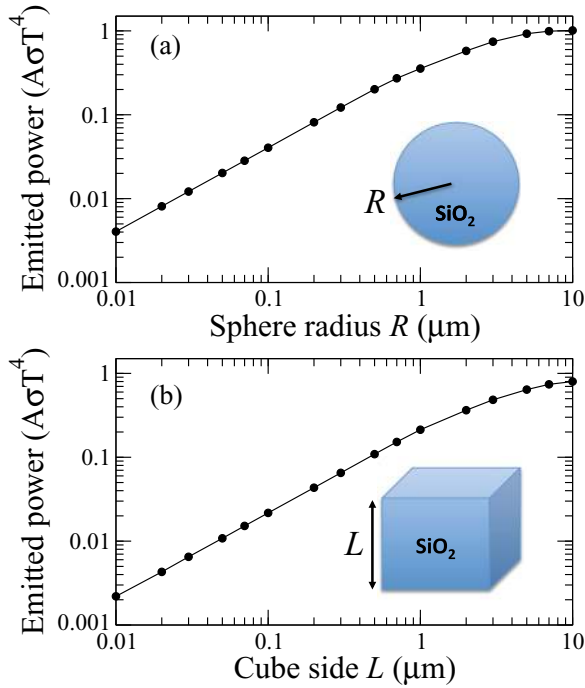 (a)
Emitted power (AσT⁴)
1
0.1
0.01
0.001
R
SiO₂
0.01 0.1 1 10
Sphere radius R (μm)
(b)
Emitted power (AσT⁴)
1
0.1
0.01
0.001
L
SiO₂
0.01 0.1 1 10
Cube side L (μm)